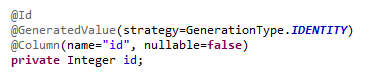 @Id
@GeneratedValue(strategy=GenerationType.IDENTITY)
@Column(name="id", nullable=false)
private Integer id;